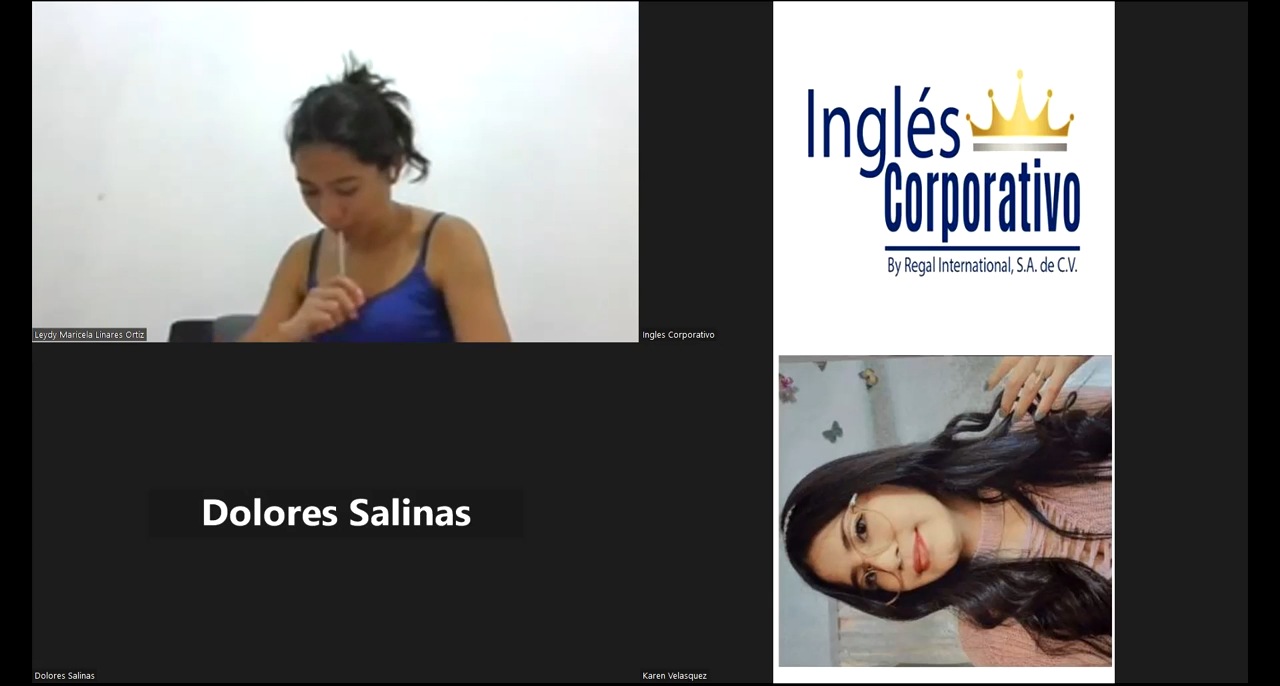 Inglés
Corporativo
By Regal International, S.A. de C.V.
Leydy Maricela Linares Ortiz
Ingles Corporativo
Dolores Salinas
Dolores Salinas
Karen Velasquez